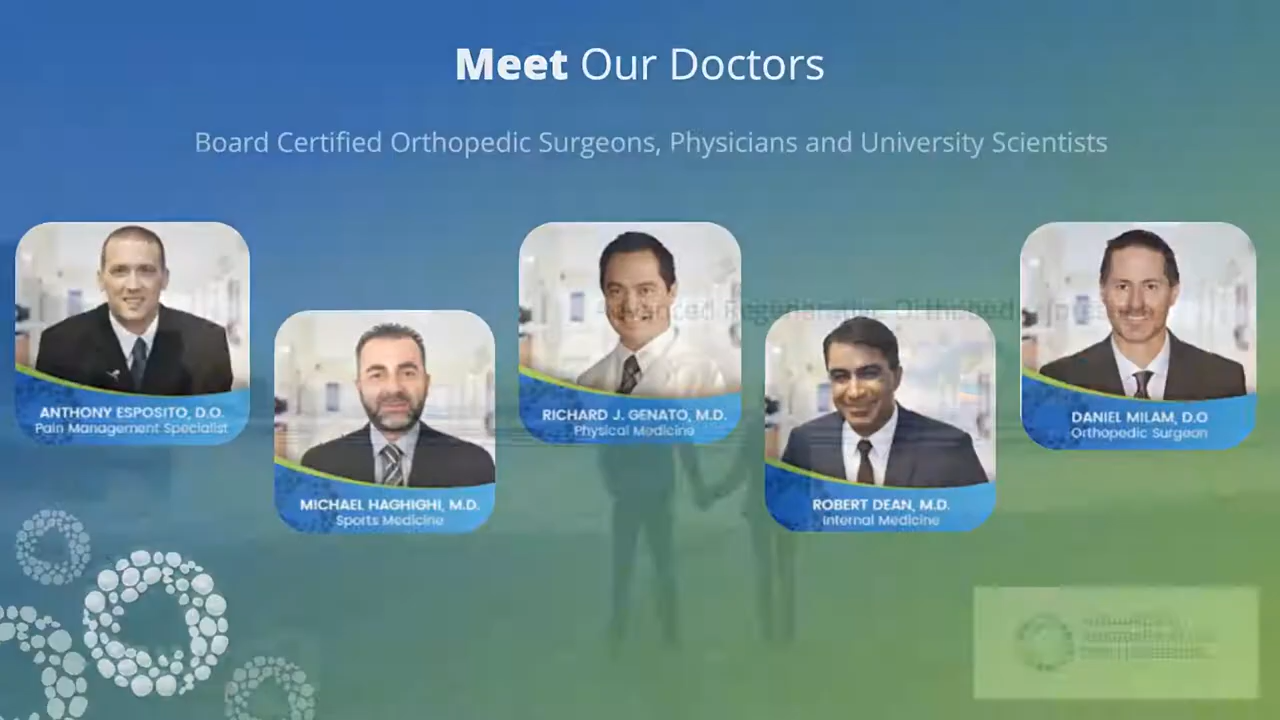 Meet Our Doctors
Board Certified Orthopedic Surgeons, Physicians and University Scientists
ANTHONY ESPOSITO, D.O.
Pain Management Specialist
MICHAEL HAGHIGHI, M.D.
Sports Medicine
RICHARD J. GENATO, M.D.
Physical Medicine
ROBERT DEAN, M.D.
Internal Medicine
DANIEL MILAM, D.O
Orthopedic Surgeon